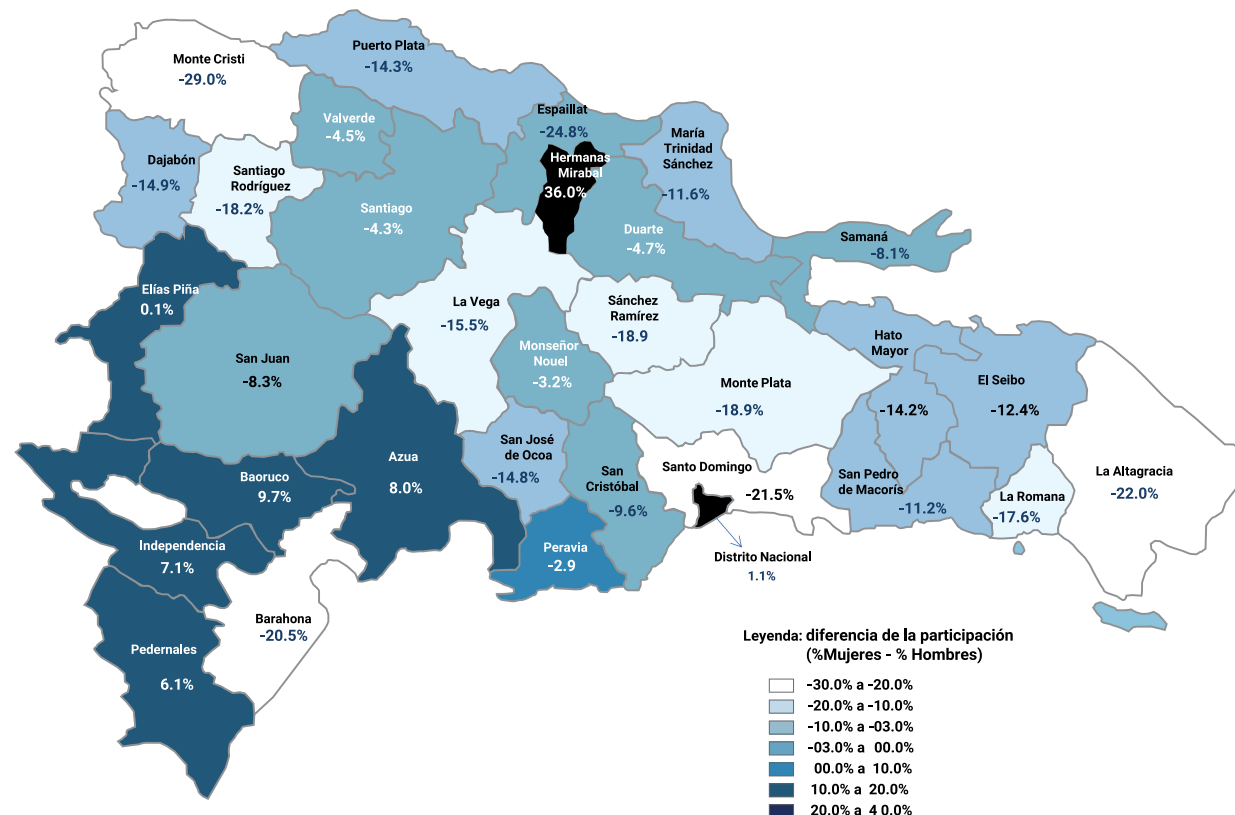 Monte Cristi
-29.0%
Puerto Plata
-14.3%
Valverde
-4.5%
Espaillat
-24.8%
Hermanas
Mirabal
36.0%
María
Trinidad
Sánchez
-11.6%
Dajabón
-14.9%
Santiago
Rodríguez
-18.2%
Santiago
-4.3%
Duarte
-4.7%
Samaná
-8.1%
Elías Piña
0.1%
La Vega
-15.5%
Sánchez
Ramírez
-18.9
San Juan
-8.3%
Monseñor
Nouel
-3.2%
Hato
Mayor
-14.2%
El Seibo
-12.4%
Monte Plata
-18.9%
Azua
8.0%
San José
de Ocoa
-14.8%
San
Cristóbal
-9.6%
Santo Domingo
-21.5%
San Pedro
de Macorís
-11.2%
La Romana
-17.6%
La Altagracia
-22.0%
Baoruco
9.7%
Independencia
7.1%
Peravia
-2.9
Distrito Nacional
1.1%
Barahona
-20.5%
Pedernales
6.1%
Leyenda: diferencia de la participación
(%Mujeres - % Hombres)
-30.0% a -20.0%
-20.0% a -10.0%
-10.0% a -03.0%
-03.0% a 00.0%
00.0% a 10.0%
10.0% a 20.0%
20.0% a 4 0.0%